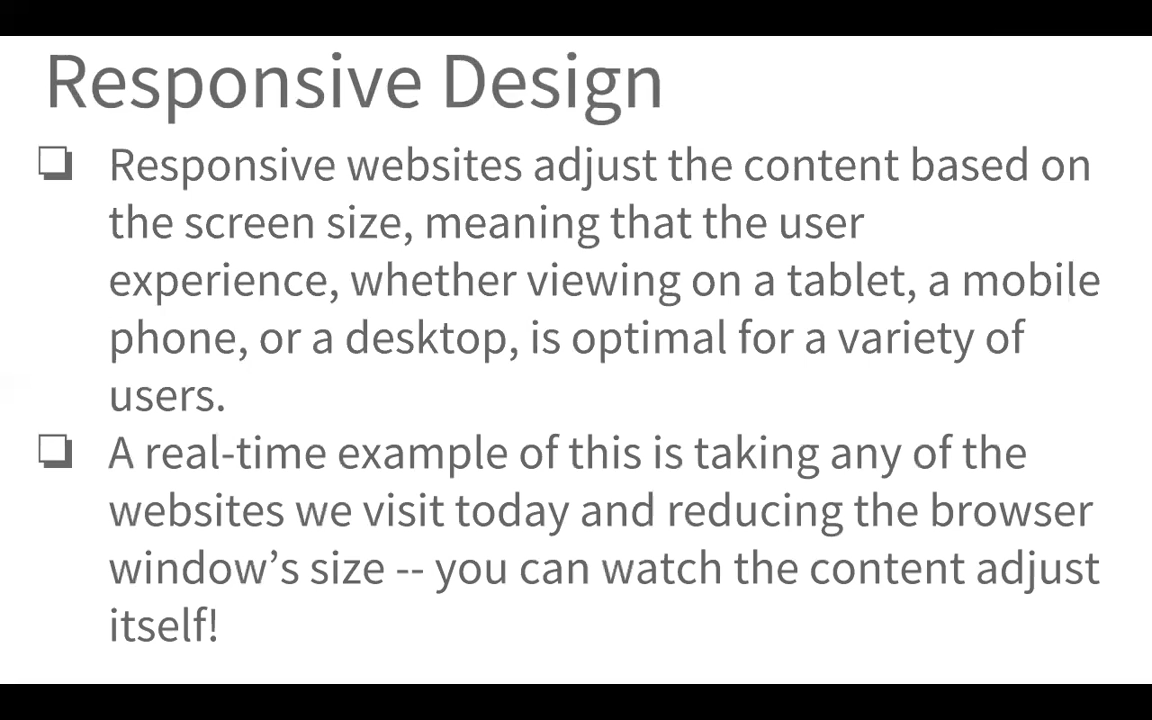 Responsive Design
❏ Responsive websites adjust the content based on
the screen size, meaning that the user
experience, whether viewing on a tablet, a mobile
phone, or a desktop, is optimal for a variety of
users.
❏ A real-time example of this is taking any of the
websites we visit today and reducing the browser
window’s size -- you can watch the content adjust
itself!